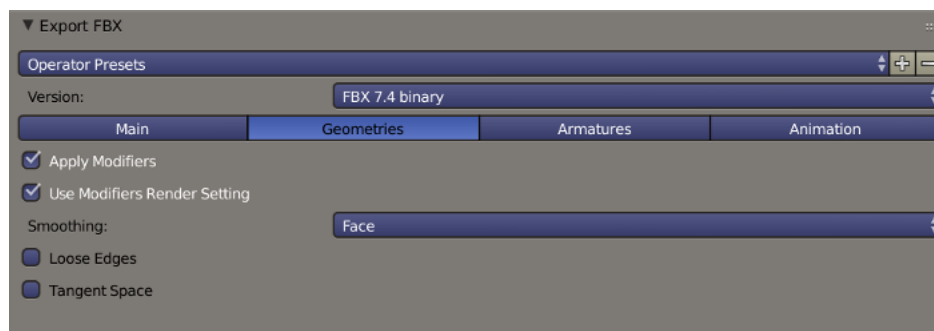 Export FBX
Operator Presets
Version: FBX 7.4 binary
Main Geometries Armatures Animation
Apply Modifiers
Use Modifiers Render Setting
Smoothing: Face
Loose Edges
Tangent Space